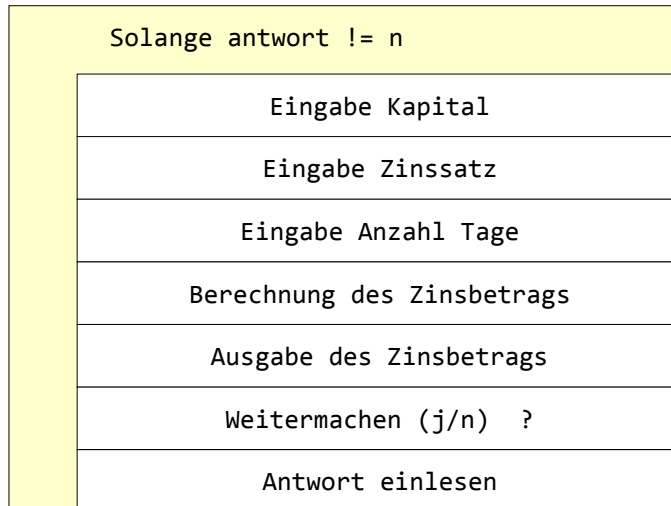 Solange antwort != n
Eingabe Kapital
Eingabe Zinssatz
Eingabe Anzahl Tage
Berechnung des Zinsbetrags
Ausgabe des Zinsbetrags
Weitermachen (j/n) ?
Antwort einlesen